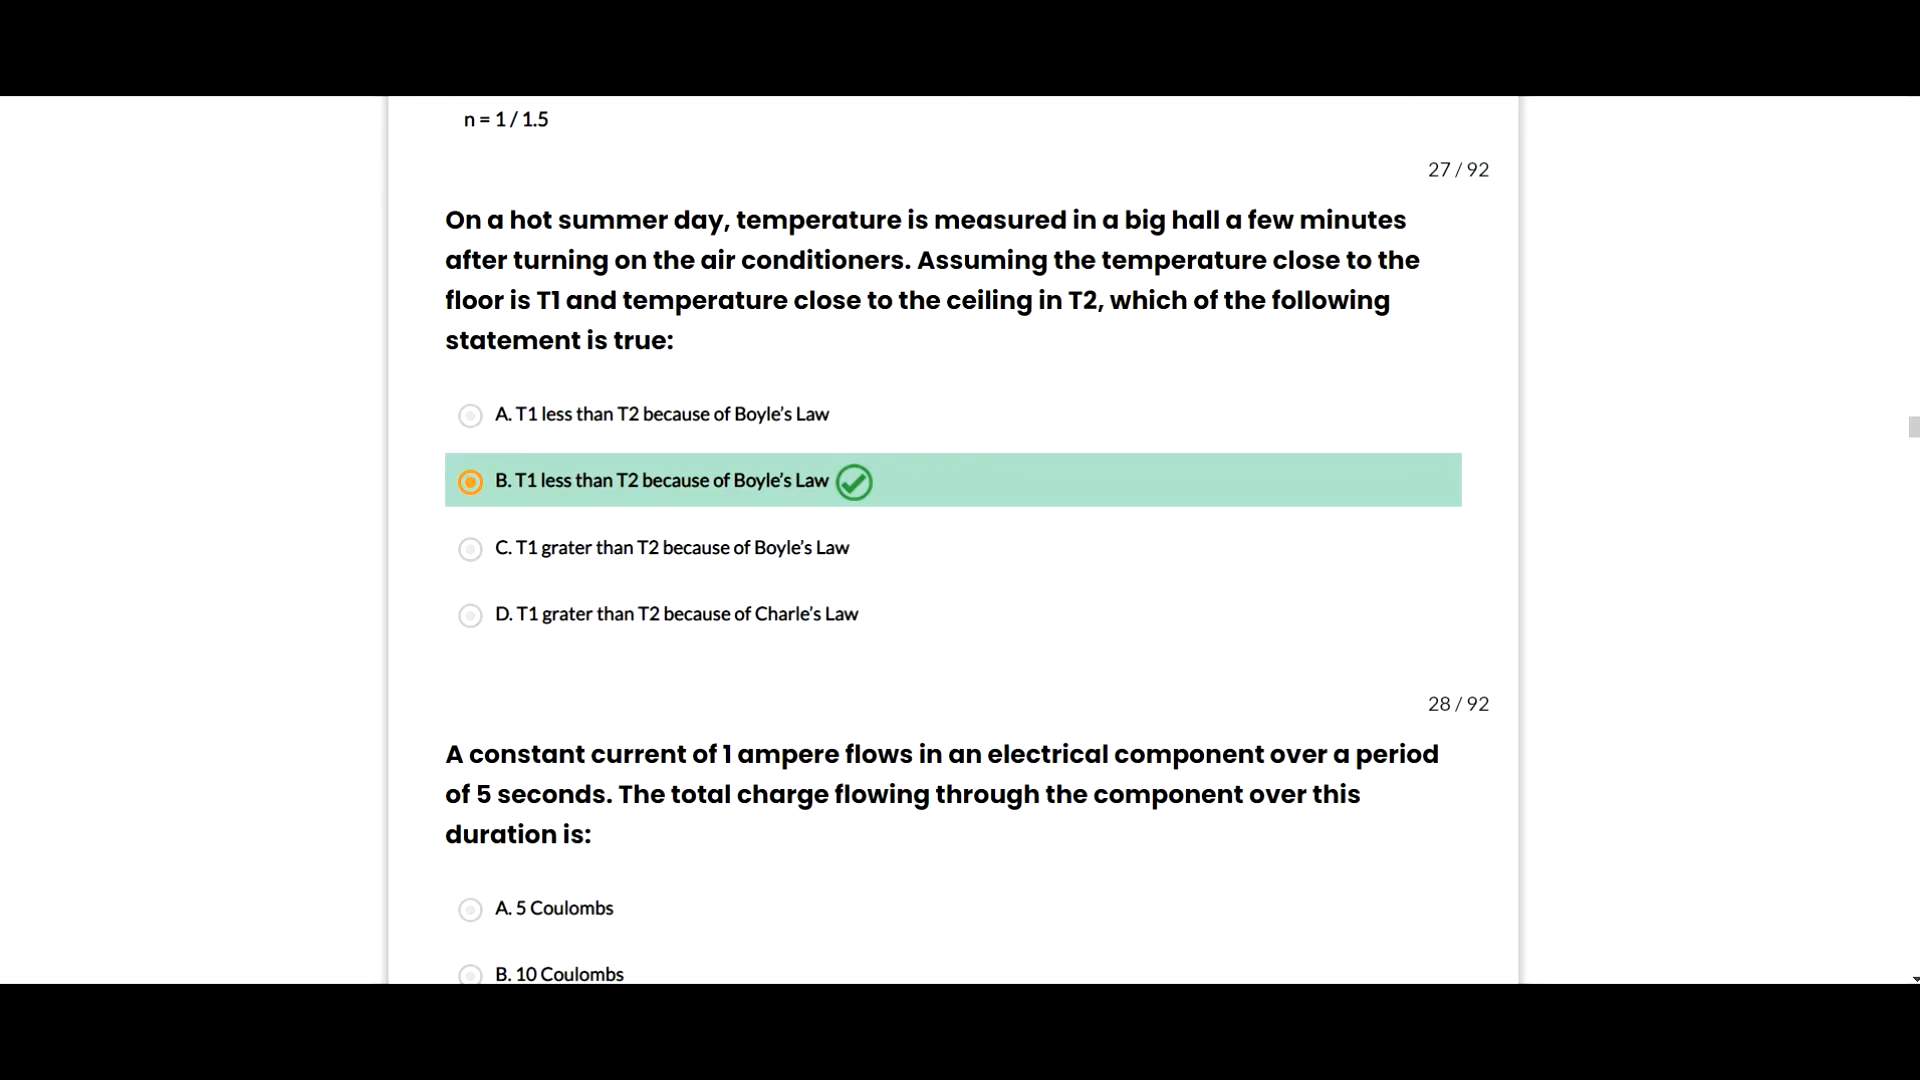 n = 1 / 1.5
27 / 92
On a hot summer day, temperature is measured in a big hall a few minutes
after turning on the air conditioners. Assuming the temperature close to the
floor is T1 and temperature close to the ceiling in T2, which of the following
statement is true:
A. T1 less than T2 because of Boyle’s Law
B. T1 less than T2 because of Boyle’s Law
C. T1 grater than T2 because of Boyle’s Law
D. T1 grater than T2 because of Charle’s Law
28 / 92
A constant current of 1 ampere flows in an electrical component over a period
of 5 seconds. The total charge flowing through the component over this
duration is:
A. 5 Coulombs
B. 10 Coulombs